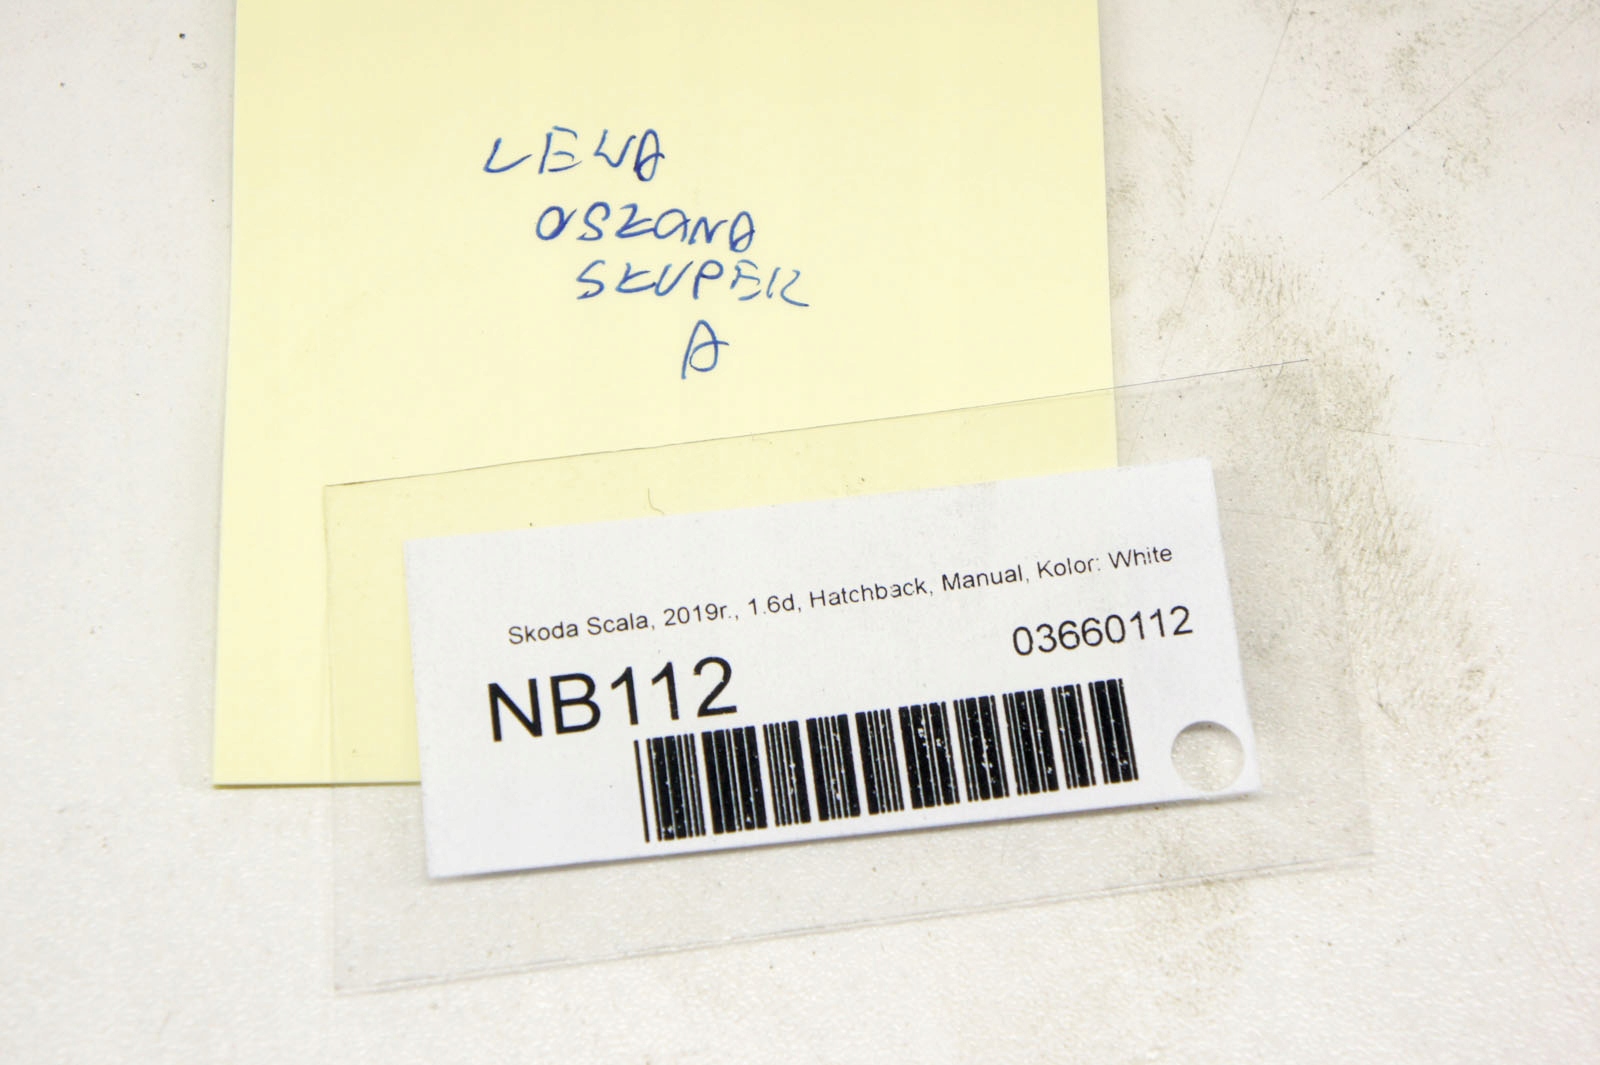 LEWA
OSŁONA
SŁUPEK
A
Skoda Scala, 2019r., 1.6d, Hatchback, Manual, Kolor: White
03660112
NB112